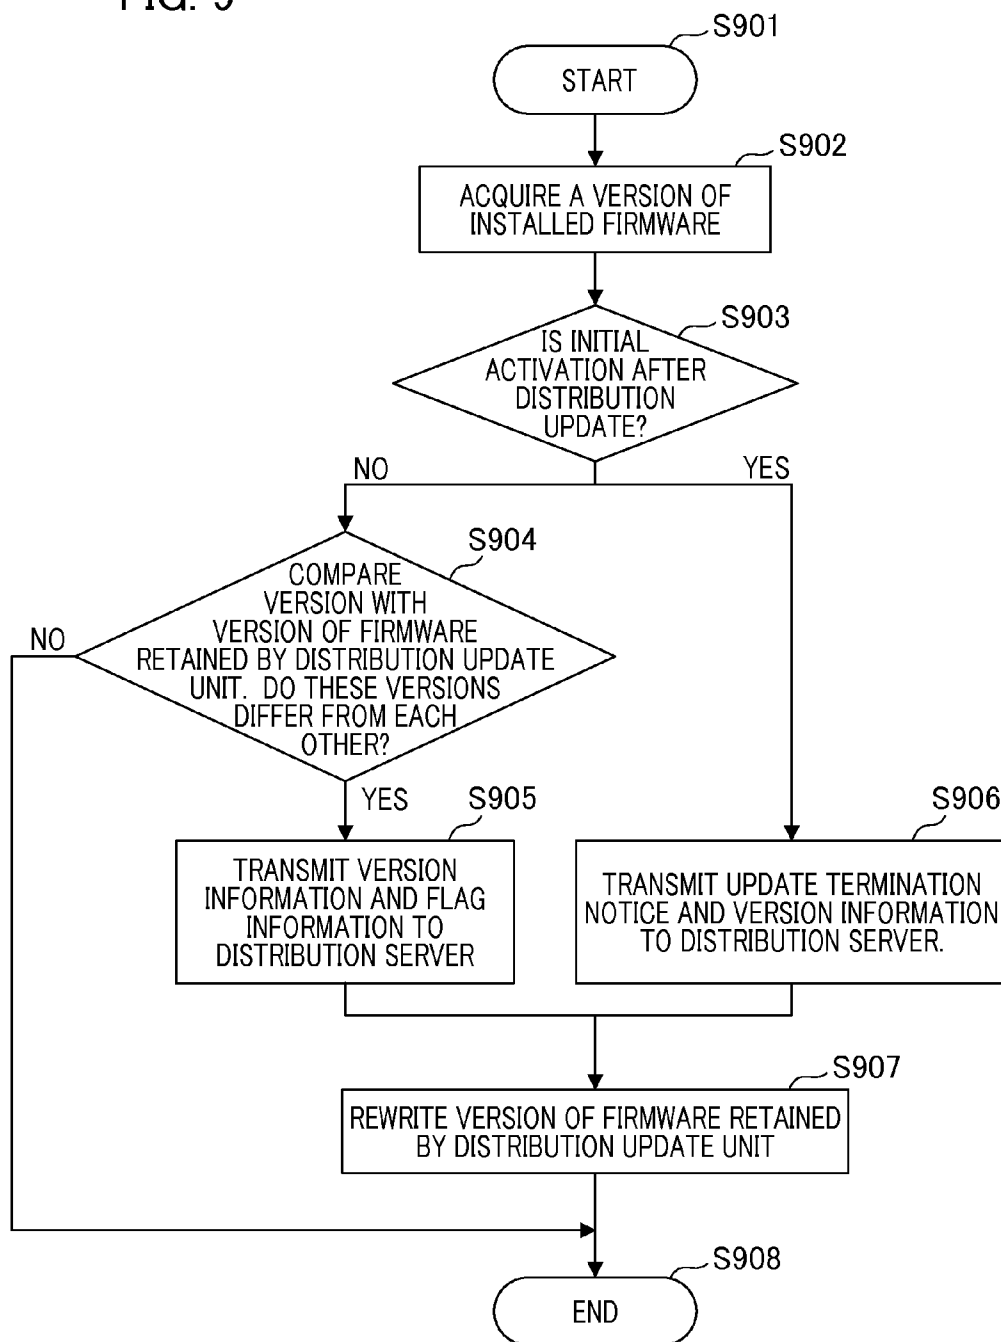 FIG. 9
S901
START
S902
ACQUIRE A VERSION OF
INSTALLED FIRMWARE
S903
IS INITIAL
ACTIVATION AFTER
DISTRIBUTION
UPDATE?
NO
YES
S904
COMPARE
VERSION WITH
VERSION OF FIRMWARE
RETAINED BY DISTRIBUTION UPDATE
UNIT. DO THESE VERSIONS
DIFFER FROM EACH
OTHER?
NO
YES
S905
TRANSMIT VERSION
INFORMATION AND FLAG
INFORMATION TO
DISTRIBUTION SERVER
S906
TRANSMIT UPDATE TERMINATION
NOTICE AND VERSION INFORMATION
TO DISTRIBUTION SERVER.
S907
REWRITE VERSION OF FIRMWARE RETAINED
BY DISTRIBUTION UPDATE UNIT
S908
END